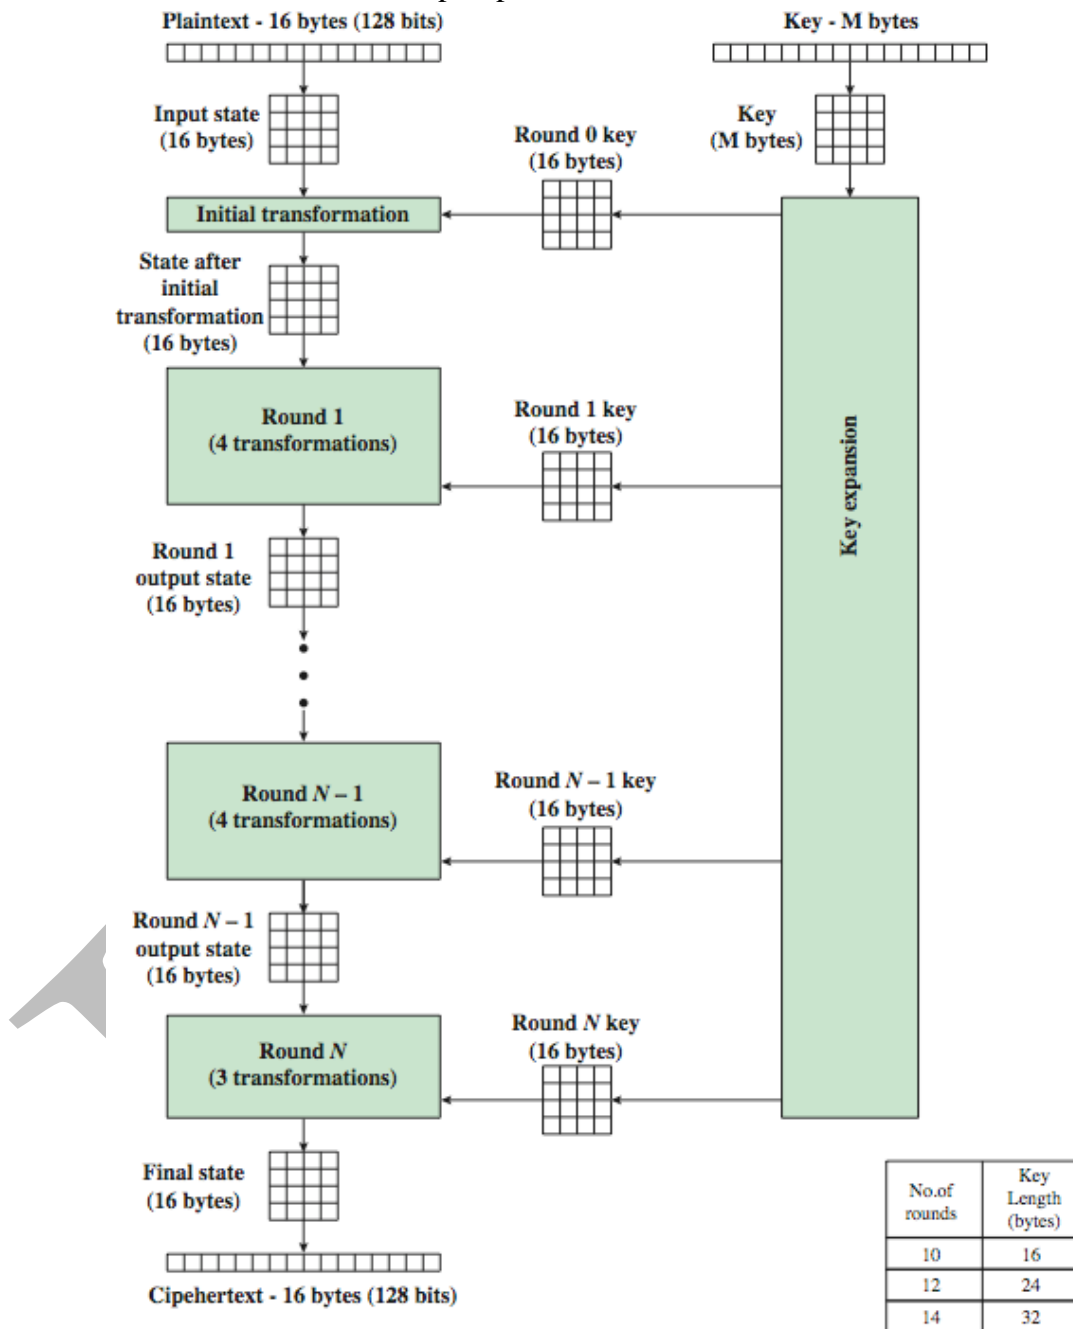 Plaintext - 16 bytes (128 bits)
Key - M bytes
Input state
(16 bytes)
Key
(M bytes)
Round 0 key
(16 bytes)
Initial transformation
State after
initial
transformation
(16 bytes)
Round 1
(4 transformations)
Round 1 key
(16 bytes)
Key expansion
Round 1
output state
(16 bytes)
Round N – 1
(4 transformations)
Round N – 1 key
(16 bytes)
Round N – 1
output state
(16 bytes)
Round N
(3 transformations)
Round N key
(16 bytes)
Final state
(16 bytes)
Cipehertext - 16 bytes (128 bits)
No.of
rounds
Key
Length
(bytes)
10 16
12 24
14 32